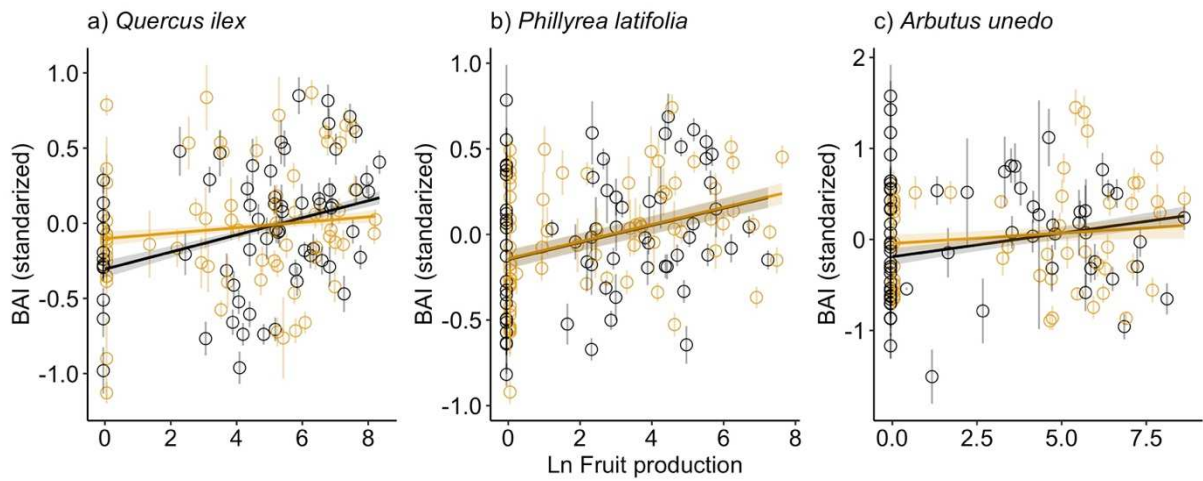 a) Quercus ilex
b) Phillyrea latifolia
c) Arbutus unedo
BAI (standarized)
1.0
0.5
0.0
-0.5
-1.0
0 2 4 6 8
BAI (standarized)
1.0
0.5
0.0
-0.5
-1.0
0 2 4 6 8
BAI (standarized)
2
1
0
-1
0.0 2.5 5.0 7.5
Ln Fruit production